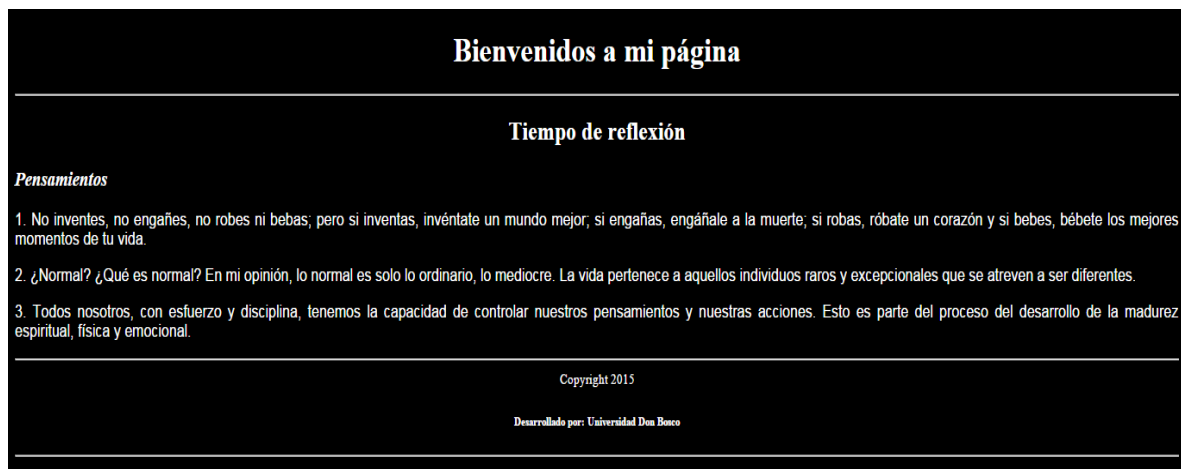 Bienvenidos a mi página
Tiempo de reflexión
Pensamientos
1. No inventes, no engañes, no robes ni bebas; pero si inventas, invéntate un mundo mejor; si engañas, engáñale a la muerte; si robas, róbate un corazón y si bebes, bébete los mejores
momentos de tu vida.
2. ¿Normal? ¿Qué es normal? En mi opinión, lo normal es solo lo ordinario, lo mediocre. La vida pertenece a aquellos individuos raros y excepcionales que se atreven a ser diferentes.
3. Todos nosotros, con esfuerzo y disciplina, tenemos la capacidad de controlar nuestros pensamientos y nuestras acciones. Esto es parte del proceso del desarrollo de la madurez
espiritual, física y emocional.
Copyright 2015
Desarrollado por: Universidad Don Bosco